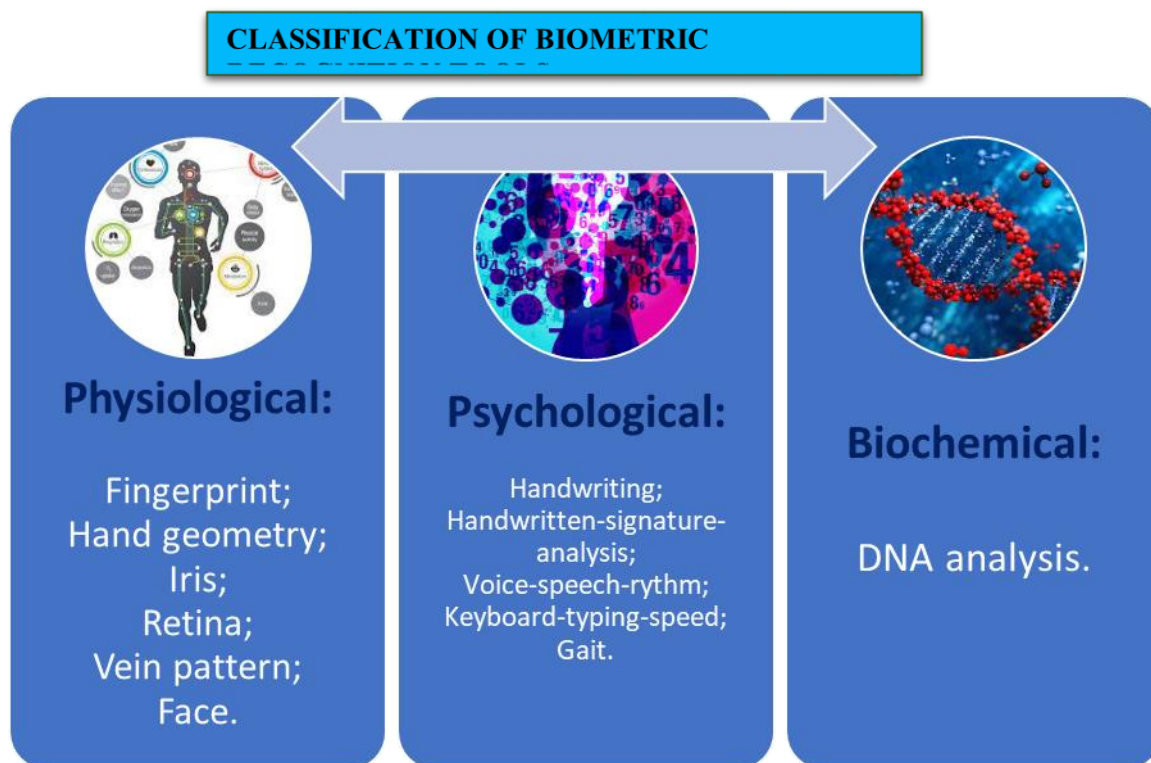 CLASSIFICATION OF BIOMETRIC
Physiological:
Fingerprint;
Hand geometry;
Iris;
Retina;
Vein pattern;
Face.
Psychological:
Handwriting;
Handwritten-signature-
analysis;
Voice-speech-rythm;
Keyboard-typing-speed;
Gait.
Biochemical:
DNA analysis.